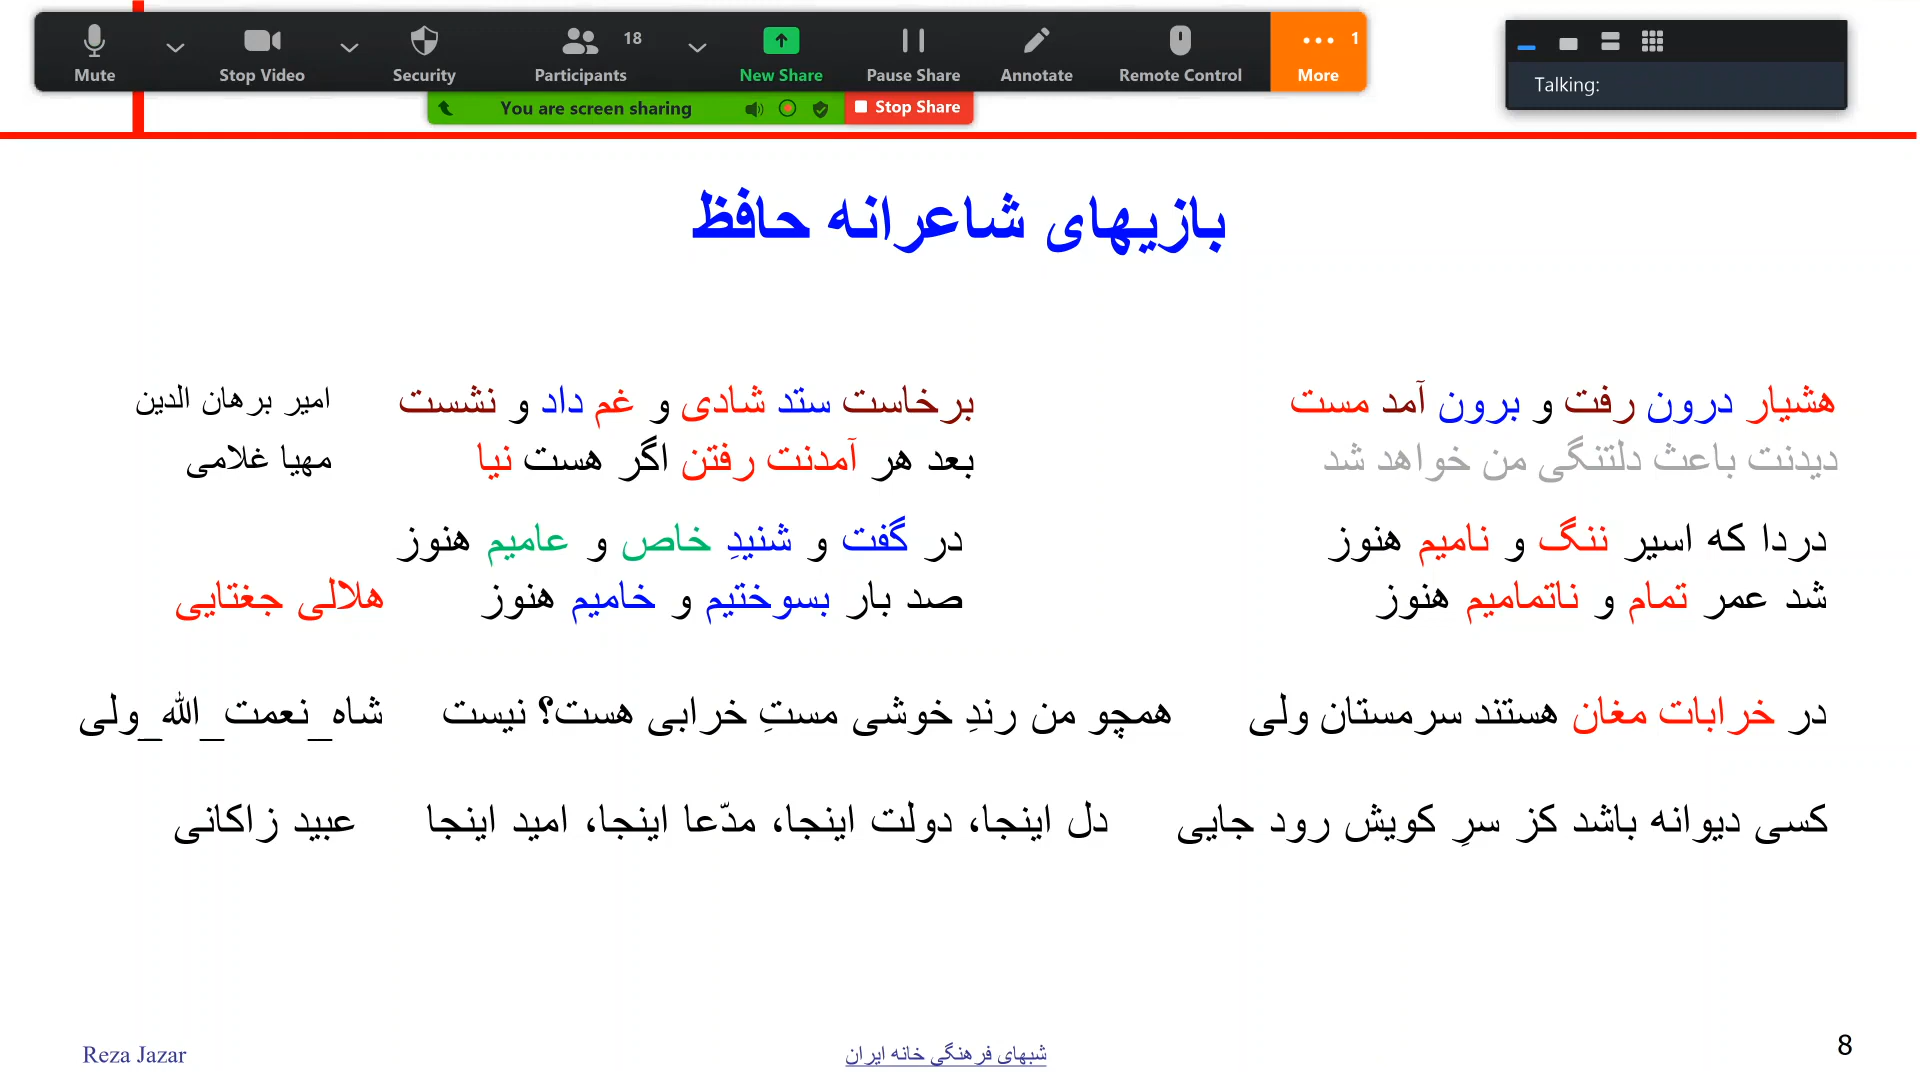 Mute Stop Video Security Participants 18 New Share Pause Share Annotate Remote Control More 1
You are screen sharing Stop Share
Talking:
بازیهای شاعرانه حافظ
هشیار درون رفت و برون آمد مست برخاست ستد شادی و غم داد و نشست امیر برهان الدین
دیدنت باعث دلتنگی من خواهد شد بعد هر آمدنت رفتن اگر هست نیا مهیا غلامی
دردا که اسیر ننگ و نامیم هنوز در گفت و شنیدِ خاص و عامیم هنوز
شد عمر تمام و ناتمامیم هنوز صد بار بسوختیم و خامیم هنوز هلالی جغتایی
در خرابات مغان هستند سرمستان ولی همچو من رندِ خوشی مستِ خرابی هست؟ نیست شاه_نعمت_الله_ولی
کسی دیوانه باشد کز سرِ کویش رود جایی دل اینجا، دولت اینجا، مدّعا اینجا، امید اینجا عبید زاکانی
Reza Jazar شبهای فرهنگی خانه ایران 8